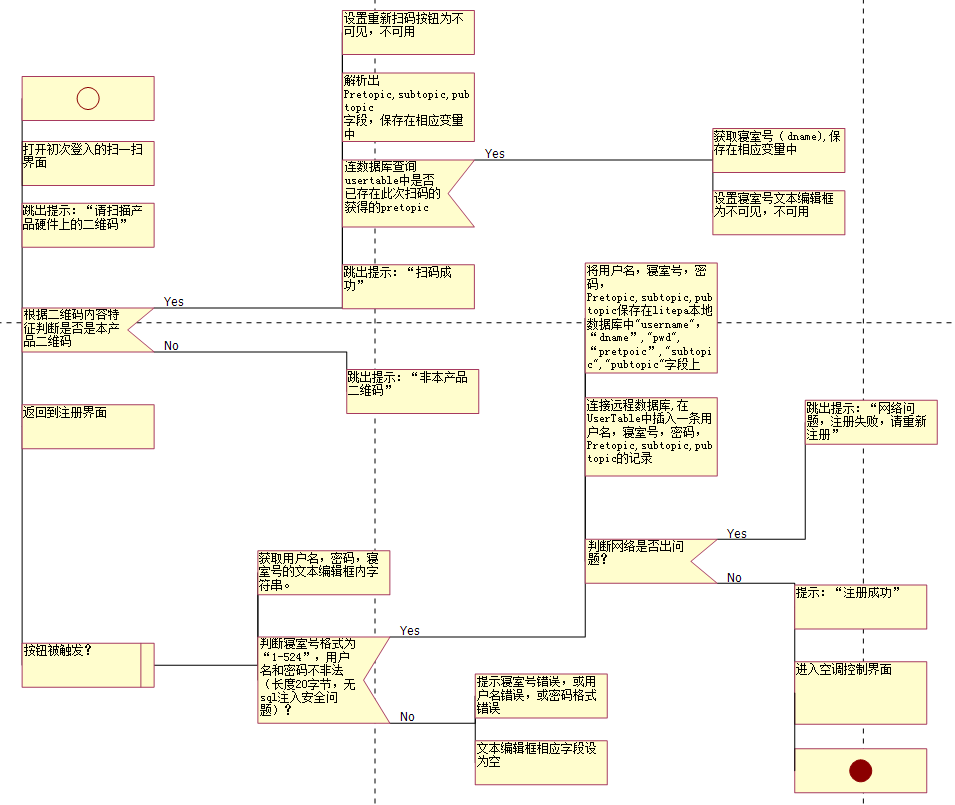 设置重新扫码按钮为不
可见，不可用
解析出
Pretopic,subtopic,pub
topic
字段，保存在相应变量
中
打开初次登入的扫一扫
界面
连数据库查询
usertable中是否
已存在此次扫码的
获得的pretopic
Yes
获取寝室号（dname),保
存在相应变量中
设置寝室号文本编辑框
为不可见，不可用
跳出提示：“请扫描产
品硬件上的二维码”
跳出提示：“扫码成
功”
将用户名，寝室号，密
码，
Pretopic,subtopic,pub
topic保存在litepa本地
数据库中"username"，
“dname”,"pwd",
“pretpoic”,"subtopi
c","pubtopic"字段上
Yes
根据二维码内容特
征判断是否是本产
品二维码
No
跳出提示：“非本产品
二维码”
返回到注册界面
连接远程数据库,在
UserTable中插入一条用
户名，寝室号，密码，
Pretopic,subtopic,pub
topic的记录
跳出提示：“网络问
题，注册失败，请重新
注册”
Yes
判断网络是否出问
题？
No
获取用户名，密码，寝
室号的文本编辑框内字
符串。
提示：“注册成功”
Yes
按钮被触发？
判断寝室号格式为
“1-524”，用户
名和密码不非法
（长度20字节，无
sql注入安全问
题）？
No
进入空调控制界面
提示寝室号错误，或用
户名错误，或密码格式
错误
文本编辑框相应字段设
为空